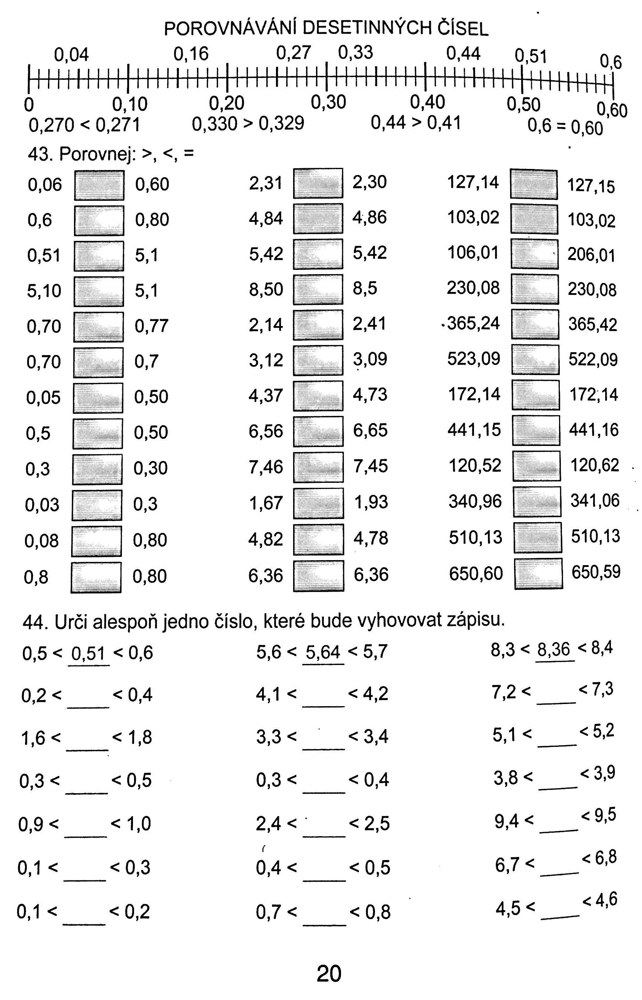 POROVNÁVÁNÍ DESETINNÝCH ČÍSEL
0,04 0,16 0,27 0,33 0,44 0,51 0,6
0 0,10 0,20 0,30 0,40 0,50 0,60
0,270 < 0,271 0,330 > 0,329 0,44 > 0,41 0,6 = 0,60
43. Porovnej: >, <, =
0,06 0,60 2,31 2,30 127,14 127,15
0,6 0,80 4,84 4,86 103,02 103,02
0,51 5,1 5,42 5,42 106,01 206,01
5,10 5,1 8,50 8,5 230,08 230,08
0,70 0,77 2,14 2,41 365,24 365,42
0,70 0,7 3,12 3,09 523,09 522,09
0,05 0,50 4,37 4,73 172,14 172,14
0,5 0,50 6,56 6,65 441,15 441,16
0,3 0,30 7,46 7,45 120,52 120,62
0,03 0,3 1,67 1,93 340,96 341,06
0,08 0,80 4,82 4,78 510,13 510,13
0,8 0,80 6,36 6,36 650,60 650,59
44. Urči alespoň jedno číslo, které bude vyhovovat zápisu.
0,5 < 0,51 < 0,6 5,6 < 5,64 < 5,7 8,3 < 8,36 < 8,4
0,2 < ____ < 0,4 4,1 < ____ < 4,2 7,2 < ____ < 7,3
1,6 < ____ < 1,8 3,3 < ____ < 3,4 5,1 < ____ < 5,2
0,3 < ____ < 0,5 0,3 < ____ < 0,4 3,8 < ____ < 3,9
0,9 < ____ < 1,0 2,4 < ____ < 2,5 9,4 < ____ < 9,5
0,1 < ____ < 0,3 0,4 < ____ < 0,5 6,7 < ____ < 6,8
0,1 < ____ < 0,2 0,7 < ____ < 0,8 4,5 < ____ < 4,6
20